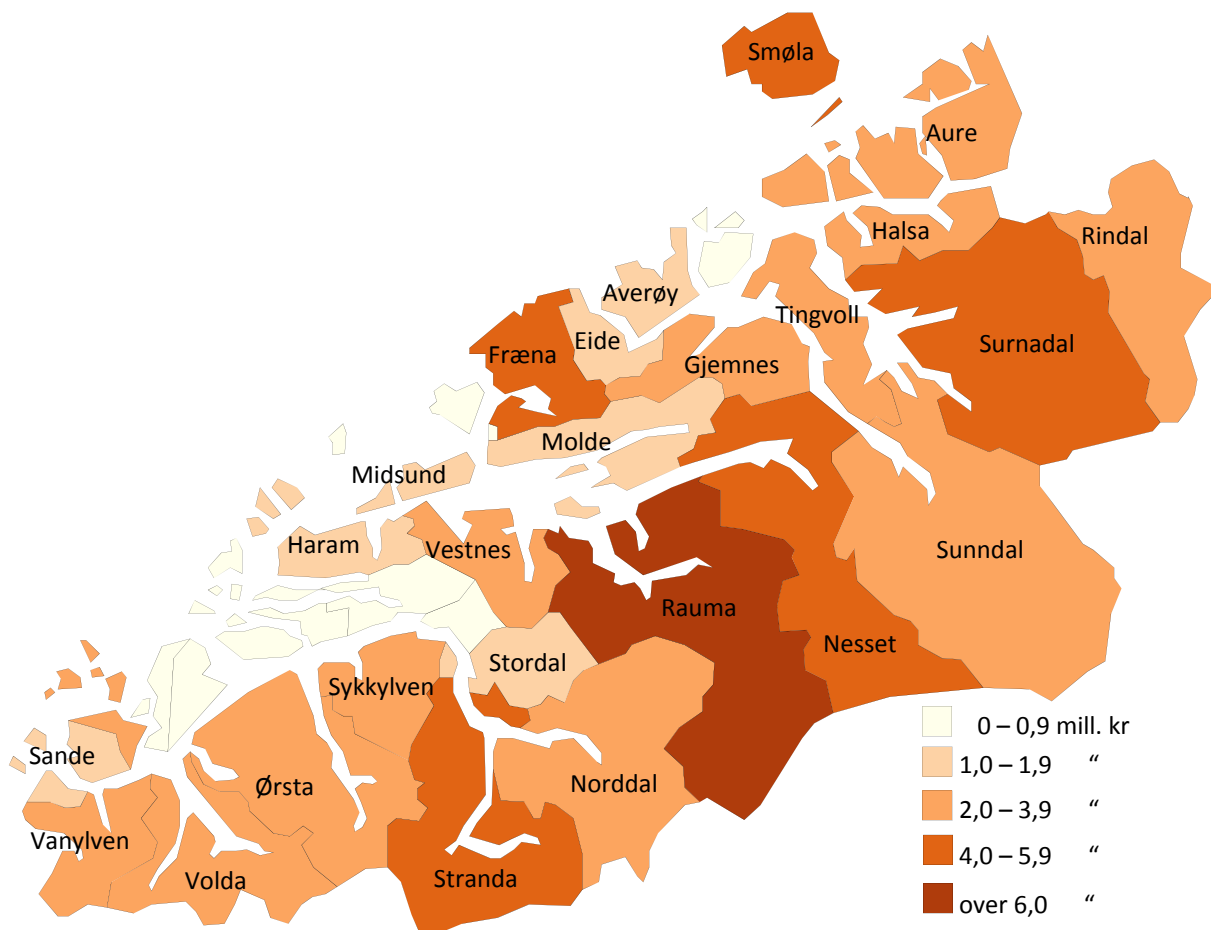 Smøla
Aure
Halsa
Rindal
Averøy
Tingvoll
Eide
Fræna
Surnadal
Gjemnes
Molde
Midsund
Haram
Vestnes
Sunndal
Rauma
Nesset
Stordal
Sykkylven
Sande
Ørsta
Norddal
Vanylven
Volda
Stranda
0 – 0,9 mill. kr
1,0 – 1,9 “
2,0 – 3,9 “
4,0 – 5,9 “
over 6,0 “